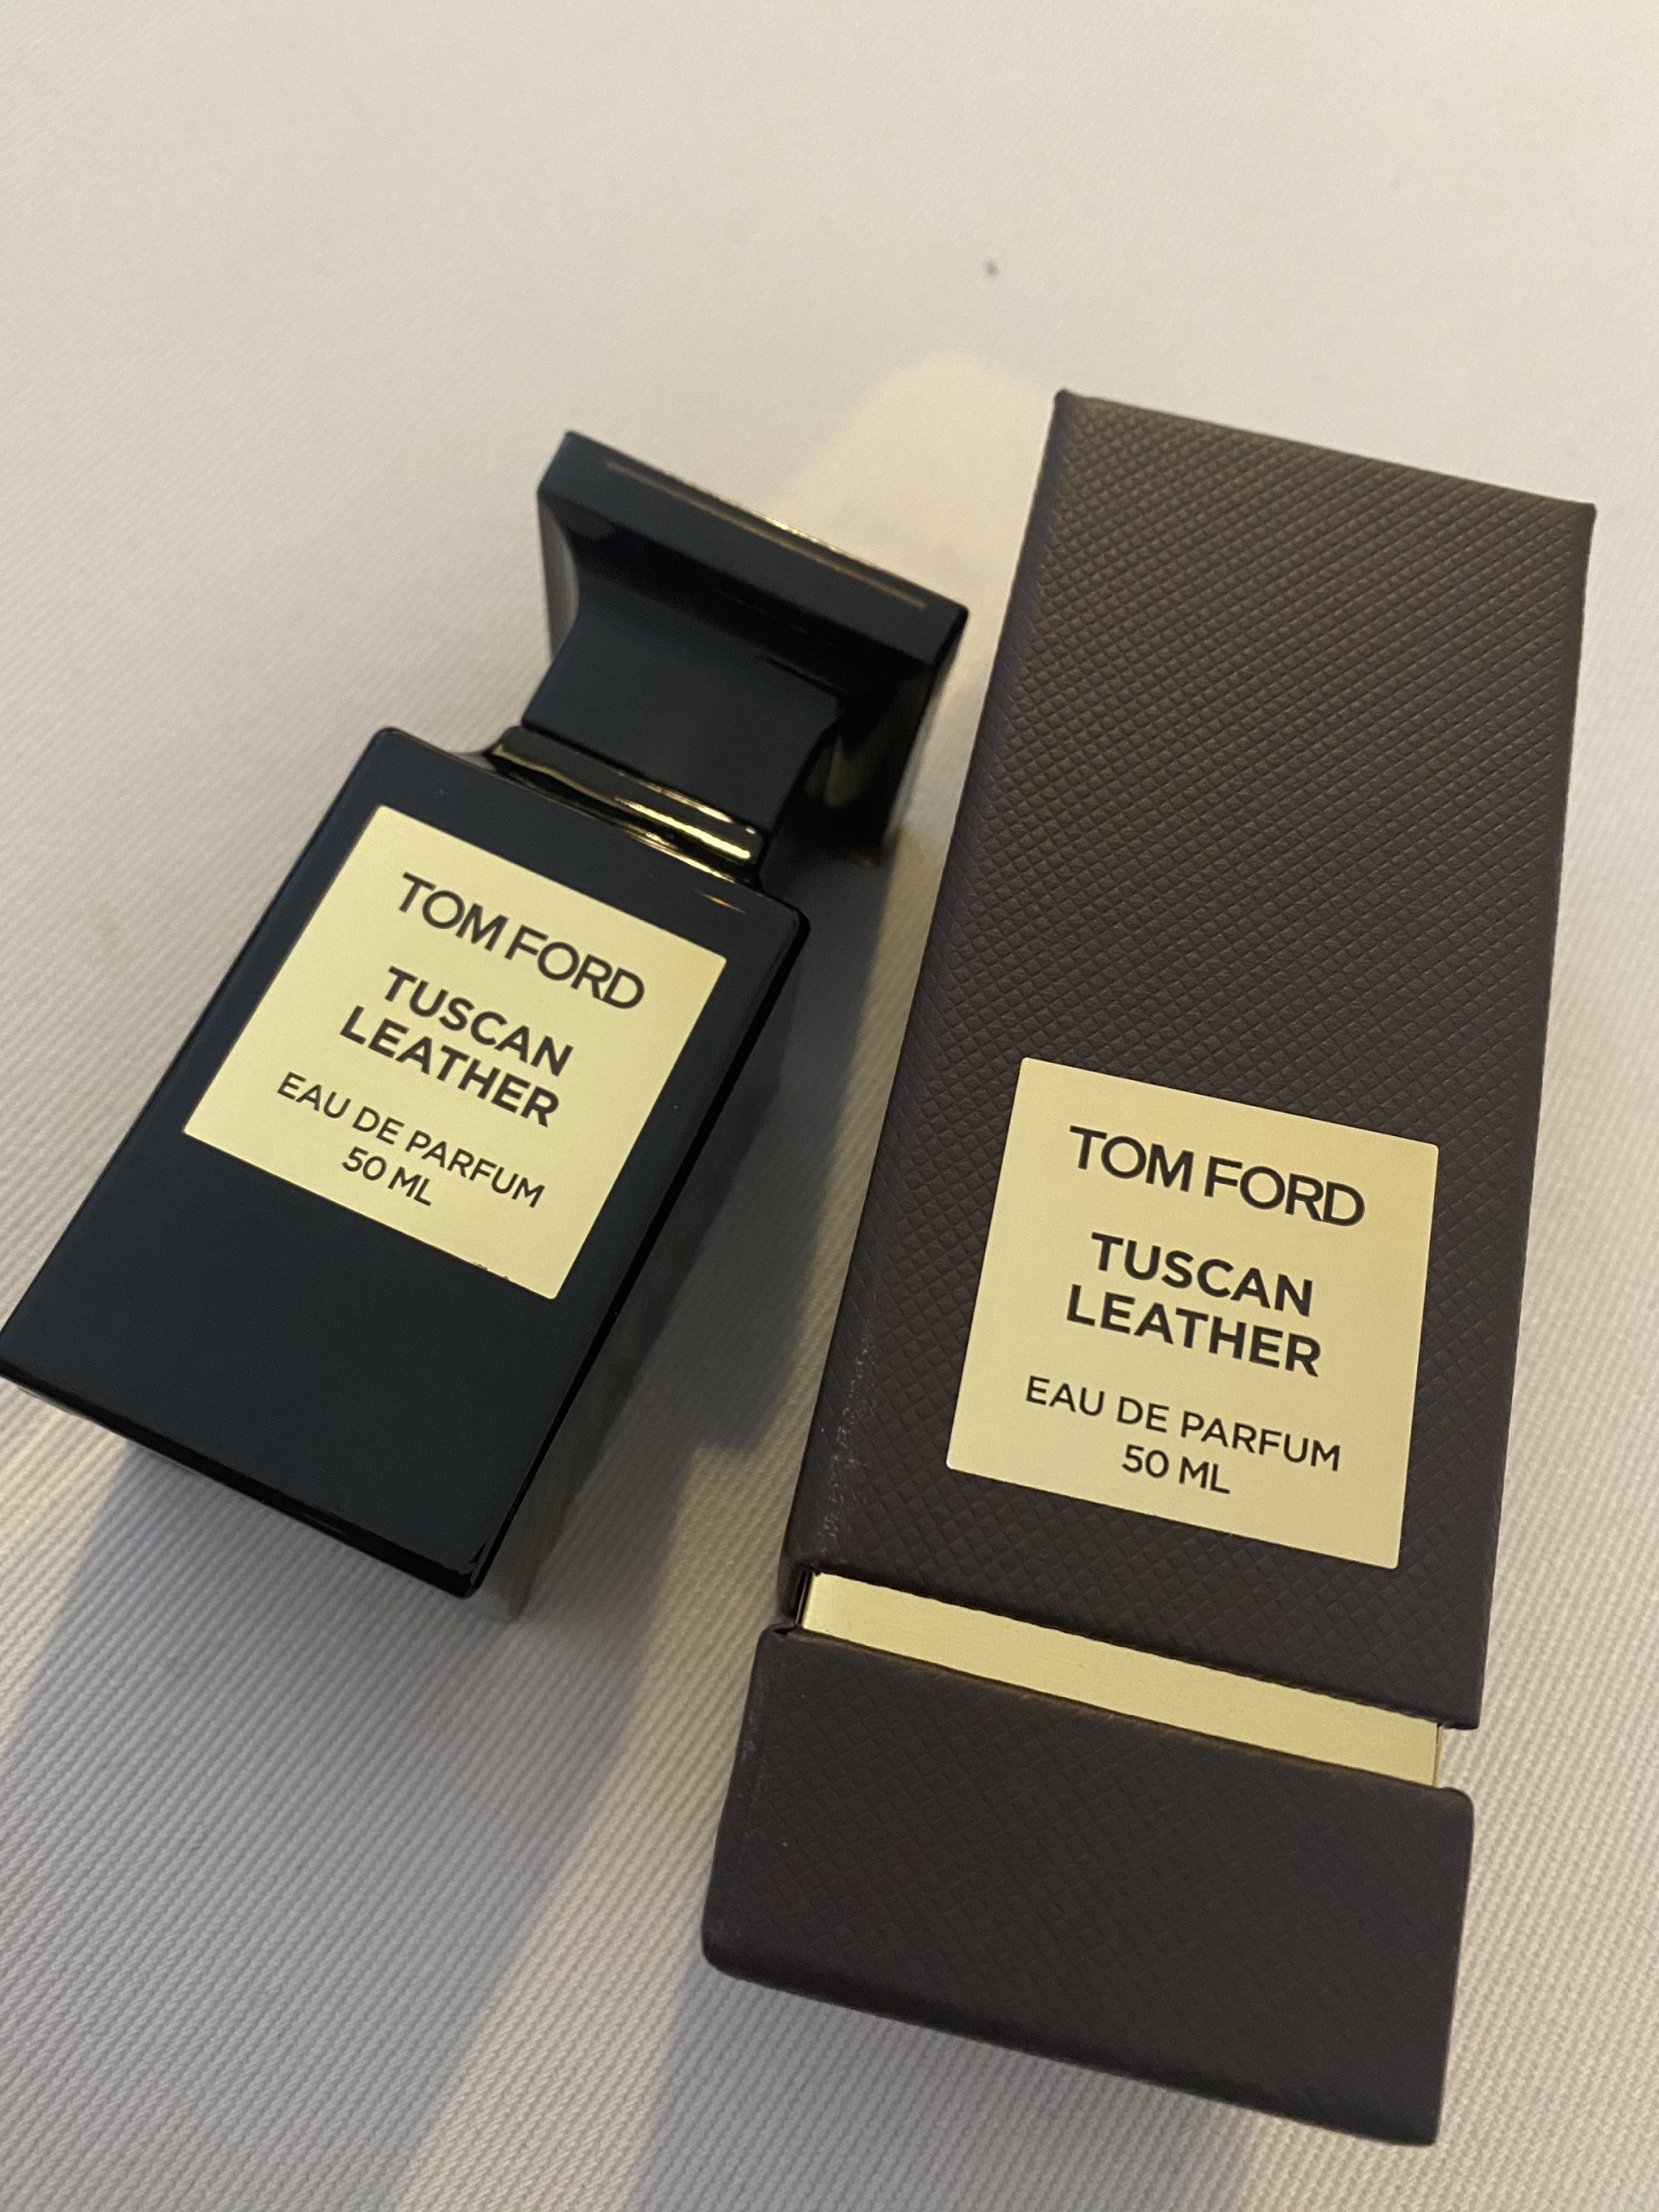 TOM FORD
TUSCAN
LEATHER
EAU DE PARFUM
50 ML
TOM FORD
TUSCAN
LEATHER
EAU DE PARFUM
50 ML